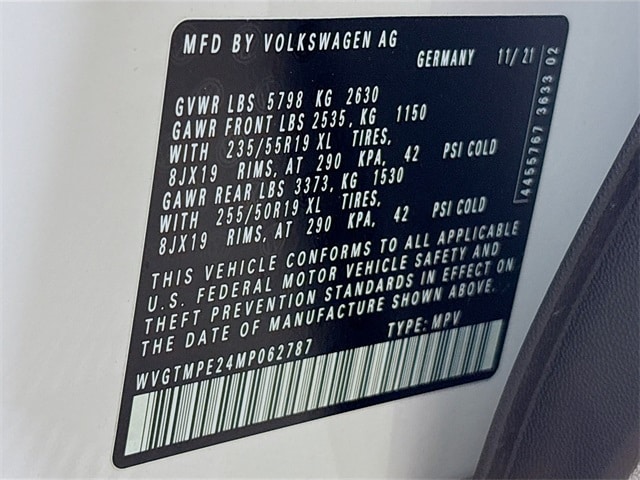 MFD BY VOLKSWAGEN AG
GERMANY 11/21
GVWR LBS 5798 KG 2630
GAWR FRONT LBS 2535, KG 1150
WITH 235/55R19 XL TIRES,
8JX19 RIMS, AT 290 KPA, 42 PSI COLD
GAWR REAR LBS 3373, KG 1530
WITH 255/50R19 XL TIRES,
8JX19 RIMS, AT 290 KPA, 42 PSI COLD
THIS VEHICLE CONFORMS TO ALL APPLICABLE
U.S. FEDERAL MOTOR VEHICLE SAFETY AND
THEFT PREVENTION STANDARDS IN EFFECT ON
THE DATE OF MANUFACTURE SHOWN ABOVE.
WVGTMPE24MP062787 TYPE: MPV
4455767 3633 02